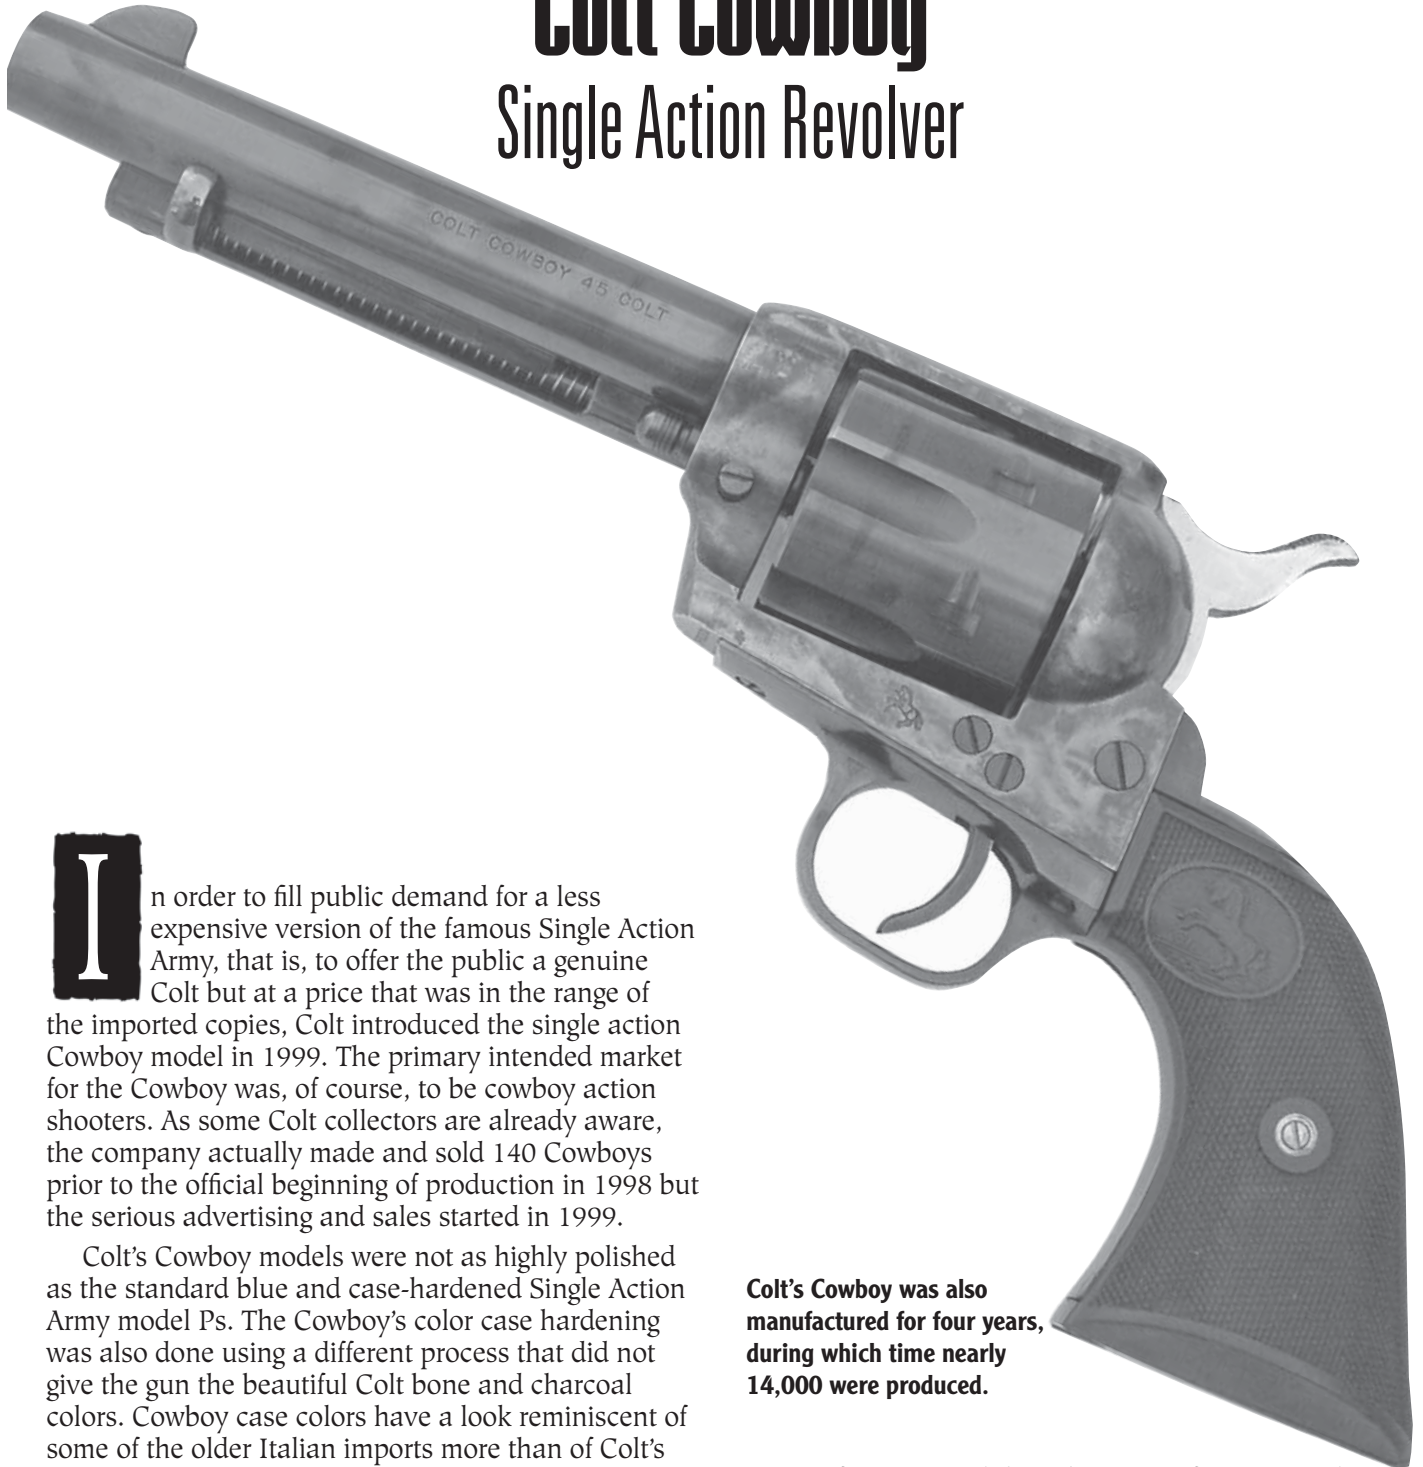 Colt Cowboy
Single Action Revolver
COLT COWBOY 45 COLT
In order to fill public demand for a less
expensive version of the famous Single Action
Army, that is, to offer the public a genuine
Colt but at a price that was in the range of
the imported copies, Colt introduced the single action
Cowboy model in 1999. The primary intended market
for the Cowboy was, of course, to be cowboy action
shooters. As some Colt collectors are already aware,
the company actually made and sold 140 Cowboys
prior to the official beginning of production in 1998 but
the serious advertising and sales started in 1999.
Colt’s Cowboy models were not as highly polished
as the standard blue and case-hardened Single Action
Army model Ps. The Cowboy’s color case hardening
was also done using a different process that did not
give the gun the beautiful Colt bone and charcoal
colors. Cowboy case colors have a look reminiscent of
some of the older Italian imports more than of Colt’s
Colt’s Cowboy was also
manufactured for four years,
during which time nearly
14,000 were produced.